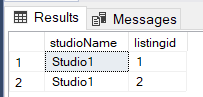 Results Messages
studioName listingid
1 Studio1 1
2 Studio1 2